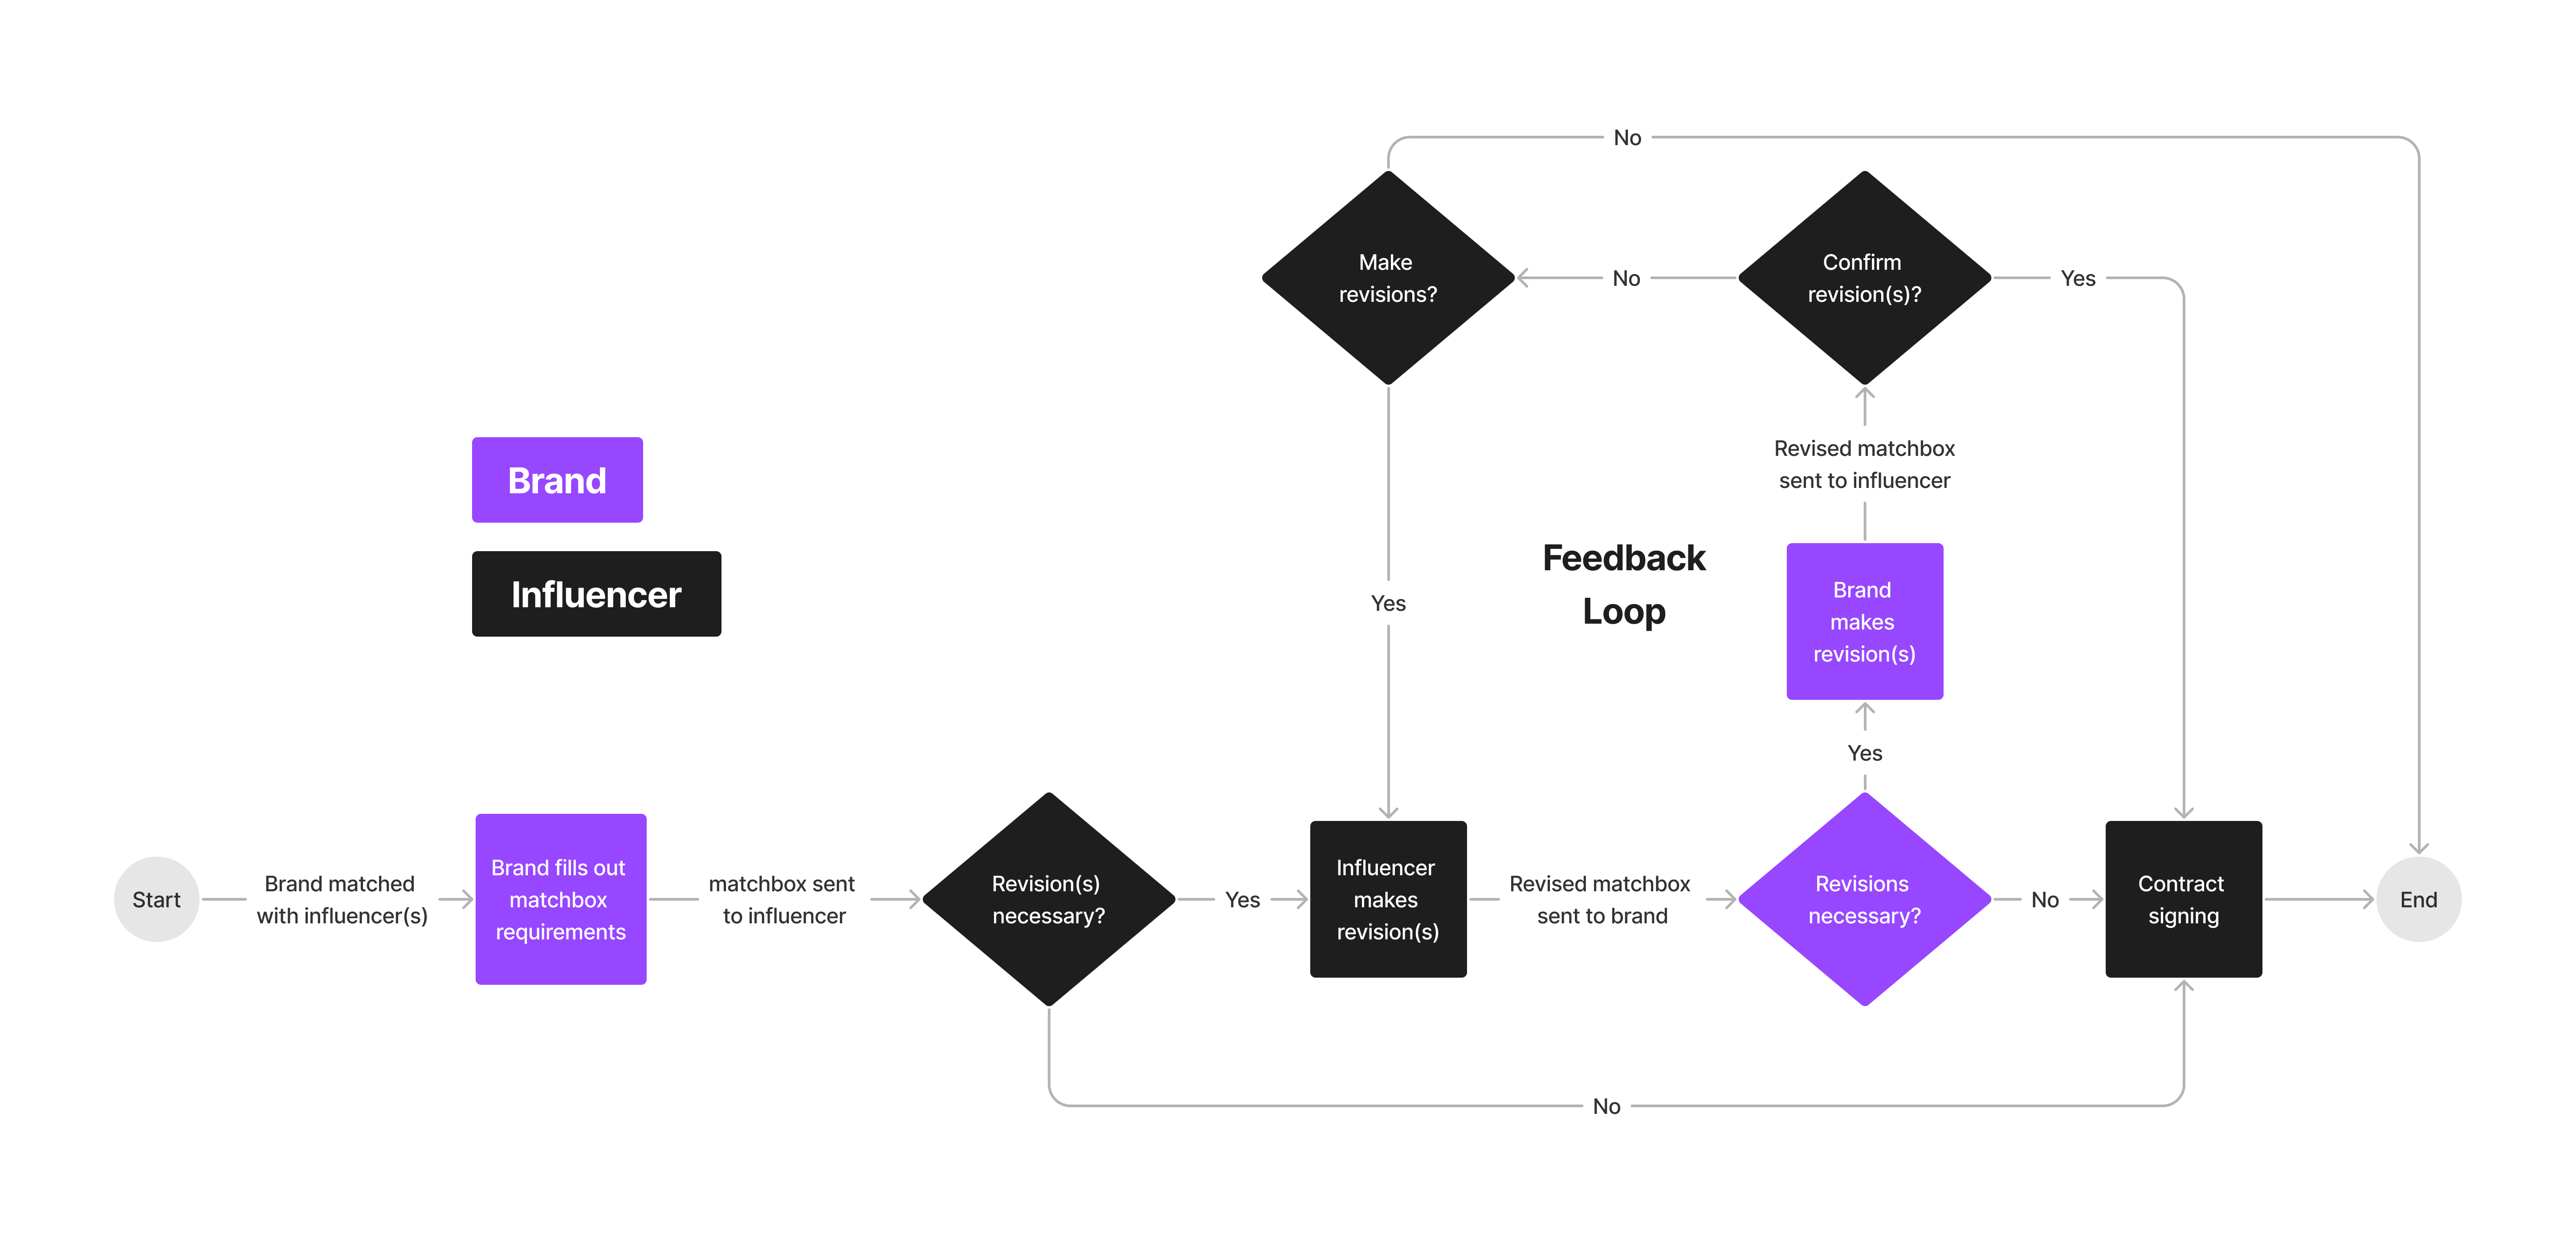 No
Make
revisions?
No
Confirm
revision(s)?
Yes
Brand
Influencer
Revised matchbox
sent to influencer
Feedback
Loop
Yes
Brand
makes
revision(s)
Yes
Start
Brand matched
with influencer(s)
Brand fills out
matchbox
requirements
matchbox sent
to influencer
Revision(s)
necessary?
Yes
Influencer
makes
revision(s)
Revised matchbox
sent to brand
Revisions
necessary?
No
Contract
signing
End
No